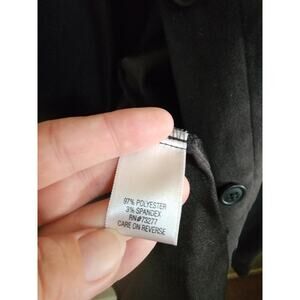 97% POLYESTER
3% SPANDEX
RN#73277
CARE ON REVERSE